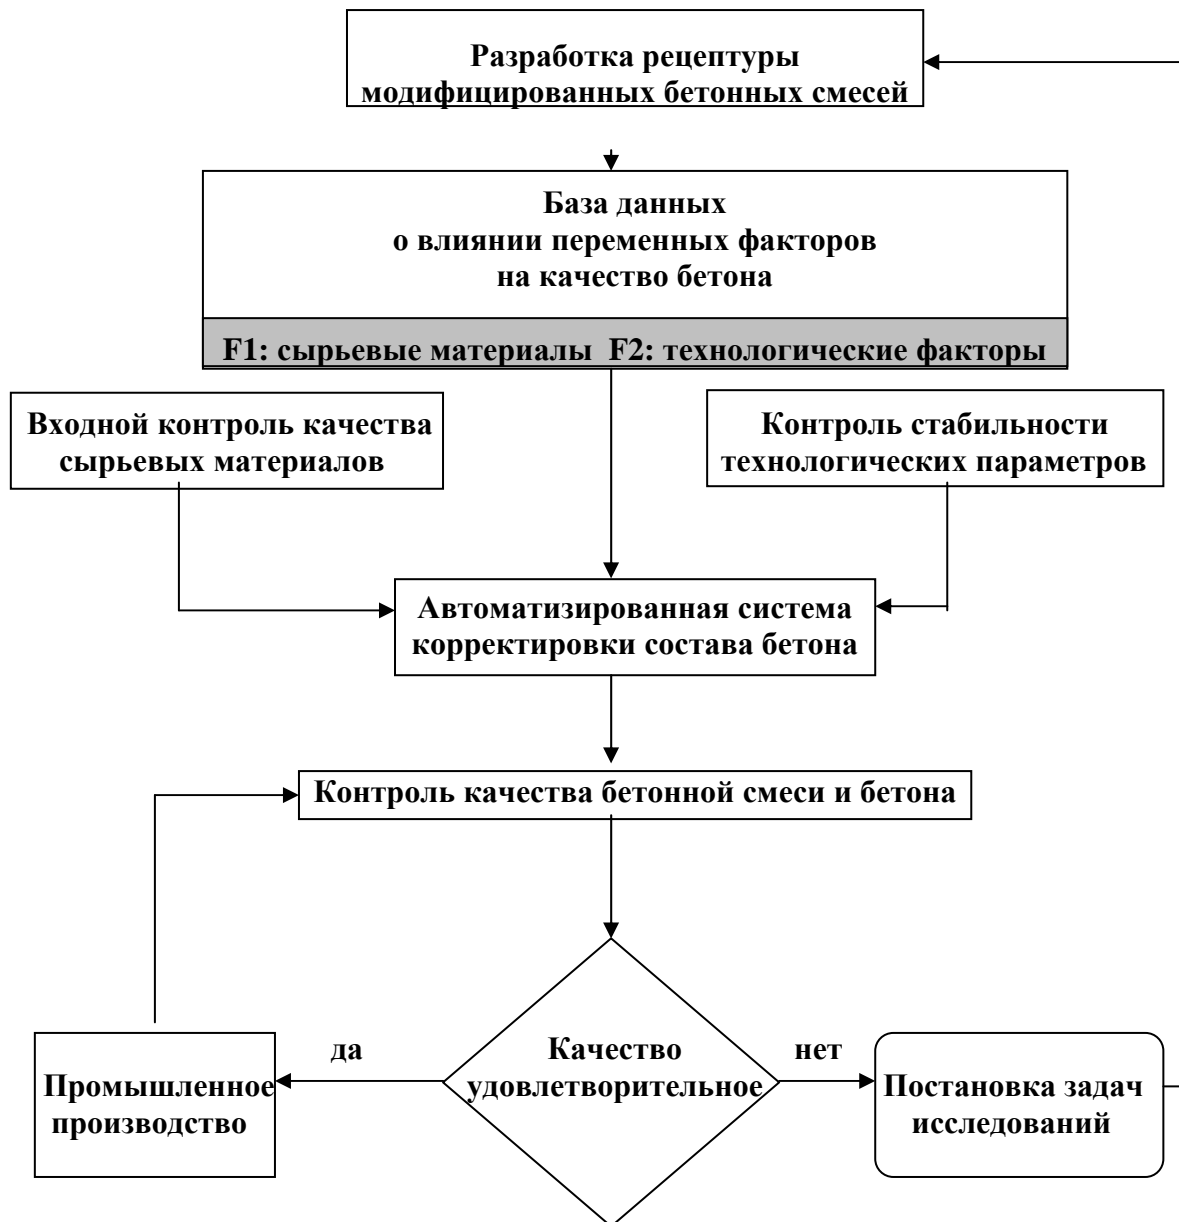 Разработка рецептуры
модифицированных бетонных смесей
База данных
о влиянии переменных факторов
на качество бетона
F1: сырьевые материалы F2: технологические факторы
Входной контроль качества
сырьевых материалов
Контроль стабильности
технологических параметров
Автоматизированная система
корректировки состава бетона
Контроль качества бетонной смеси и бетона
да
Качество
удовлетворительное
нет
Промышленное
производство
Постановка задач
исследований